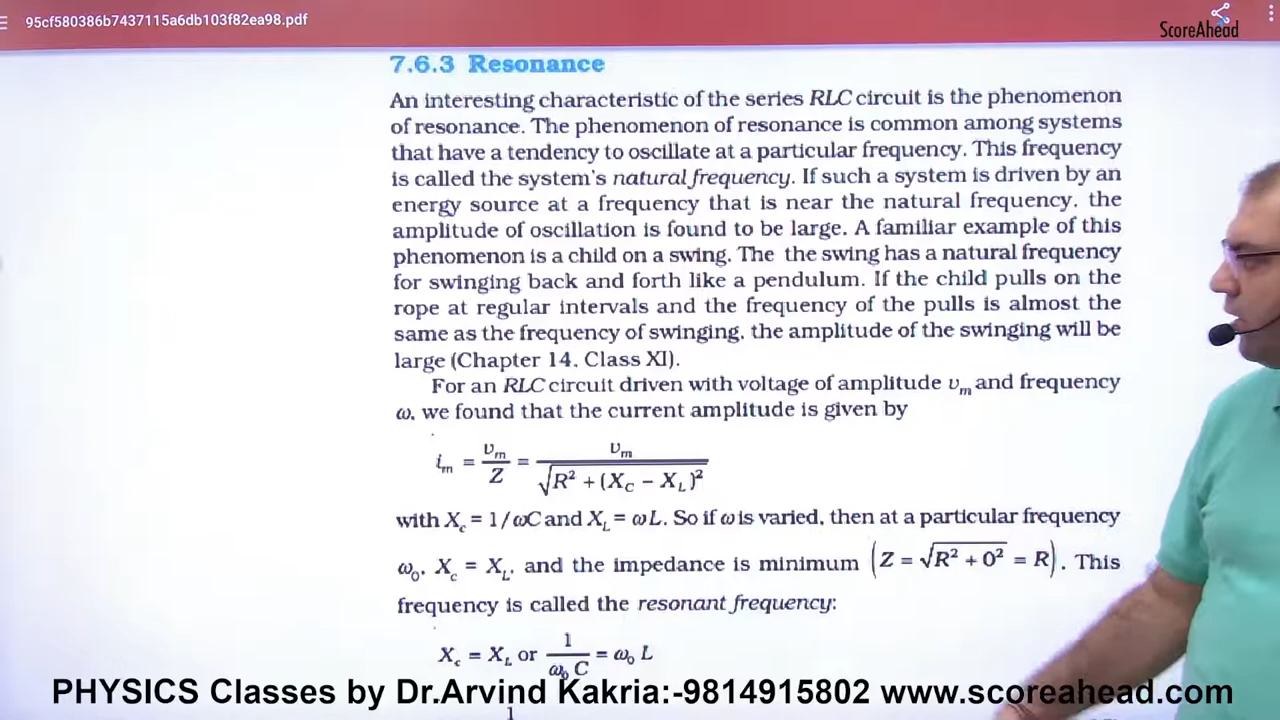 95cf580386b7437115a6db103f82ea98.pdf
ScoreAhead
7.6.3 Resonance
An interesting characteristic of the series RLC circuit is the phenomenon
of resonance. The phenomenon of resonance is common among systems
that have a tendency to oscillate at a particular frequency. This frequency
is called the system's natural frequency. If such a system is driven by an
energy source at a frequency that is near the natural frequency, the
amplitude of oscillation is found to be large. A familiar example of this
phenomenon is a child on a swing. The the swing has a natural frequency
for swinging back and forth like a pendulum. If the child pulls on the
rope at regular intervals and the frequency of the pulls is almost the
same as the frequency of swinging, the amplitude of the swinging will be
large (Chapter 14, Class XI).
For an RLC circuit driven with voltage of amplitude υm and frequency
ω, we found that the current amplitude is given by
im = υm/Z = υm/√(R² + (XC − XL)²)
with Xc = 1/ωC and XL = ωL. So if ω is varied, then at a particular frequency
ω0, Xc = XL, and the impedance is minimum (Z = √(R² + 0²) = R). This
frequency is called the resonant frequency:
Xc = XL or 1/(ω0 C) = ω0 L
PHYSICS Classes by Dr.Arvind Kakria:-9814915802 www.scoreahead.com
1